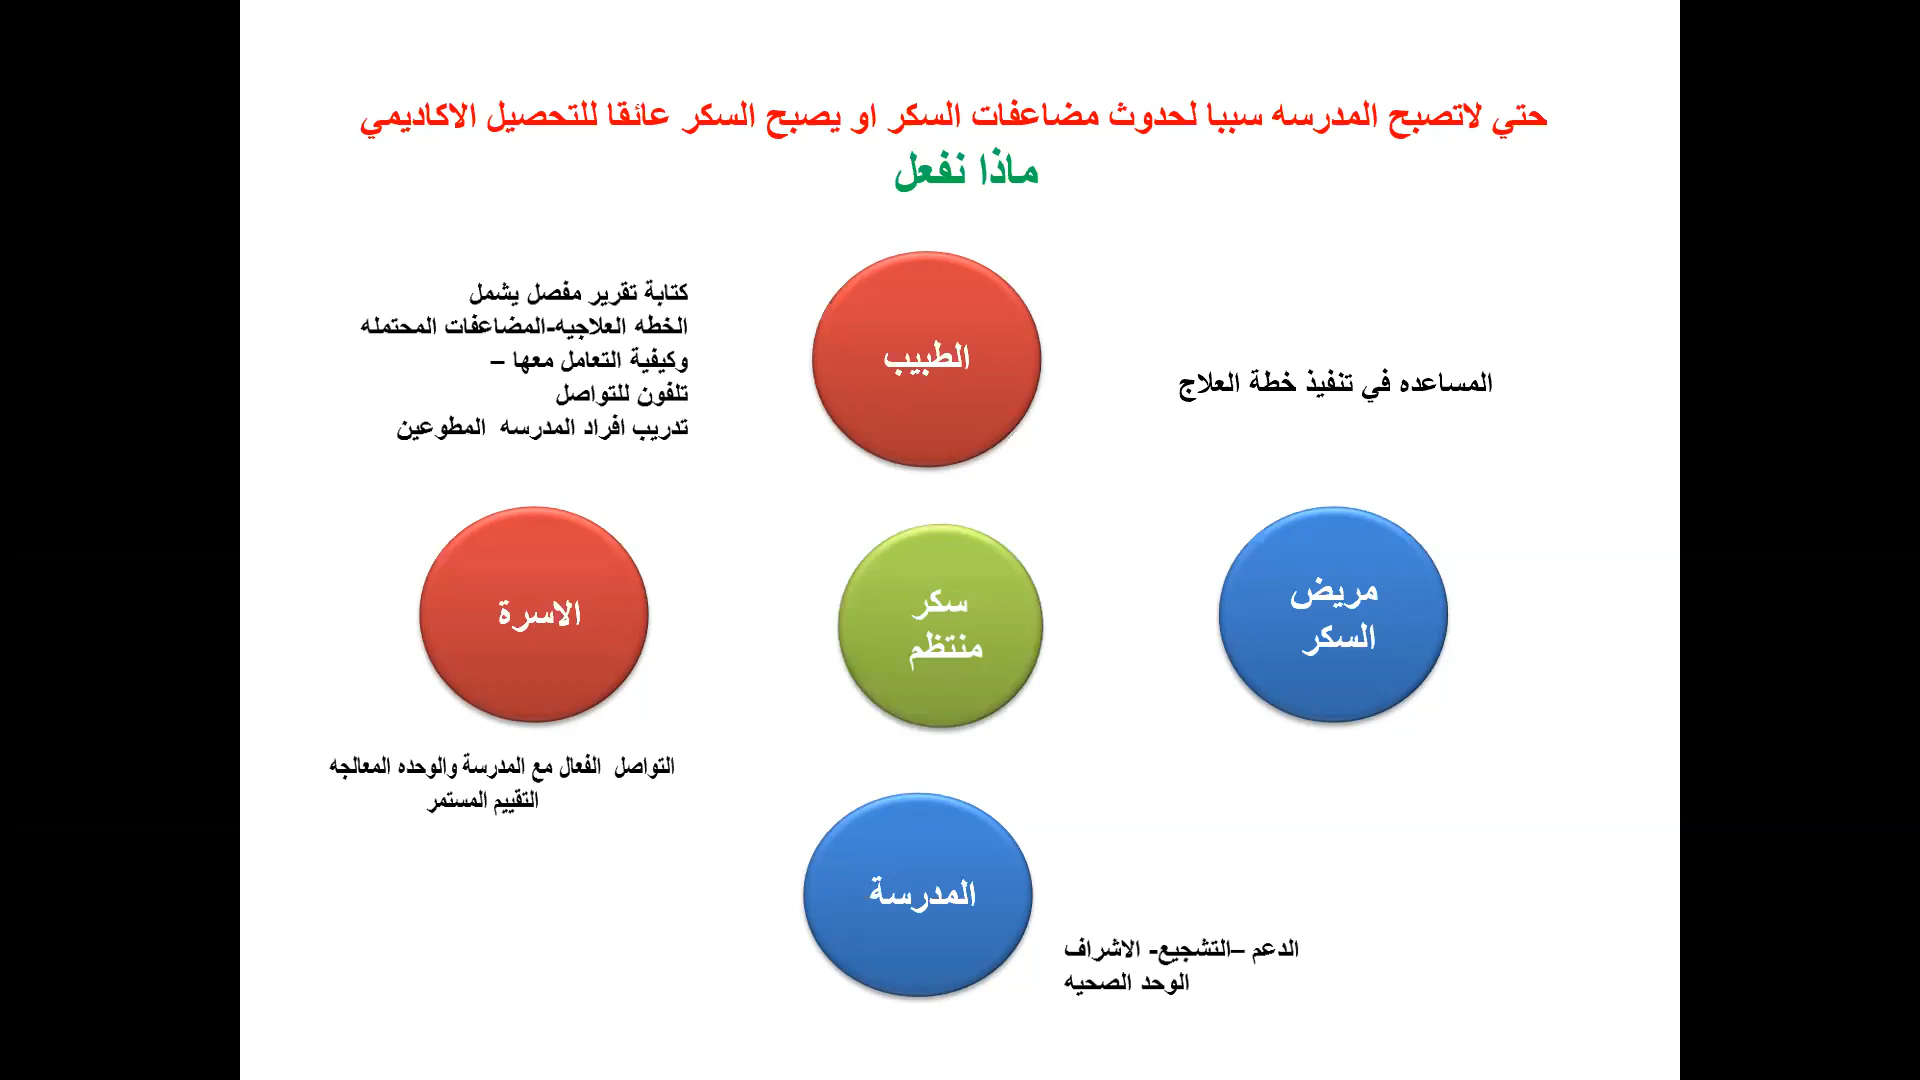 حتي لاتصبح المدرسه سببا لحدوث مضاعفات السكر او يصبح السكر عائقا للتحصيل الاكاديمي
ماذا نفعل
الطبيب
كتابة تقرير مفصل يشمل
الخطه العلاجيه-المضاعفات المحتمله
وكيفية التعامل معها –
تلفون للتواصل
تدريب افراد المدرسه المطوعين
المساعده في تنفيذ خطة العلاج
مريض
السكر
سكر
منتظم
الاسرة
التواصل الفعال مع المدرسة والوحده المعالجه
التقييم المستمر
المدرسة
الدعم –التشجيع- الاشراف
الوحد الصحيه